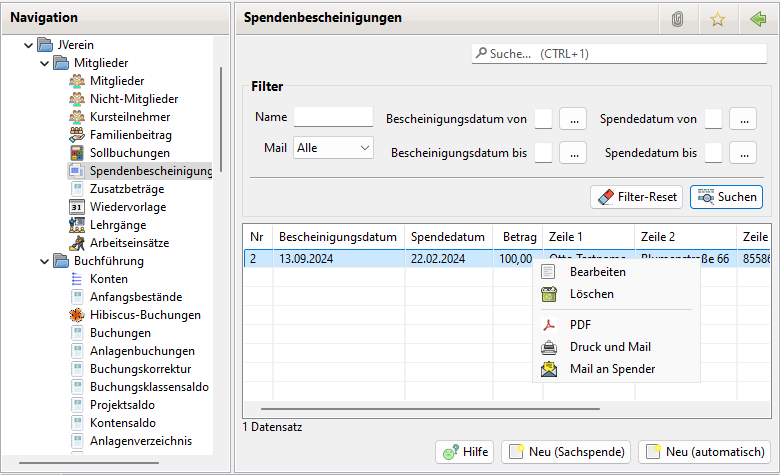 Navigation
JVerein
Mitglieder
Mitglieder
Nicht-Mitglieder
Kursteilnehmer
Familienbeitrag
Sollbuchungen
Spendenbescheinigung
Zusatzbeträge
31 Wiedervorlage
Lehrgänge
Arbeitseinsätze
Buchführung
Konten
Anfangsbestände
Hibiscus-Buchungen
Buchungen
Anlagenbuchungen
Buchungskorrektur
Buchungsklassensaldo
Projektsaldo
Kontensaldo
Anlagenverzeichnis
Spendenbescheinigungen
Suche... (CTRL+1)
Filter
Name Bescheinigungsdatum von ... Spendedatum von ...
Mail Alle Bescheinigungsdatum bis ... Spendedatum bis ...
Filter-Reset Suchen
Nr Bescheinigungsdatum Spendedatum Betrag Zeile 1 Zeile 2 Zeile
2 13.09.2024 22.02.2024 100,00 Otto Testname Blumenstraße 66 85586
Bearbeiten
Löschen
PDF
Druck und Mail
Mail an Spender
1 Datensatz
Hilfe Neu (Sachspende) Neu (automatisch)